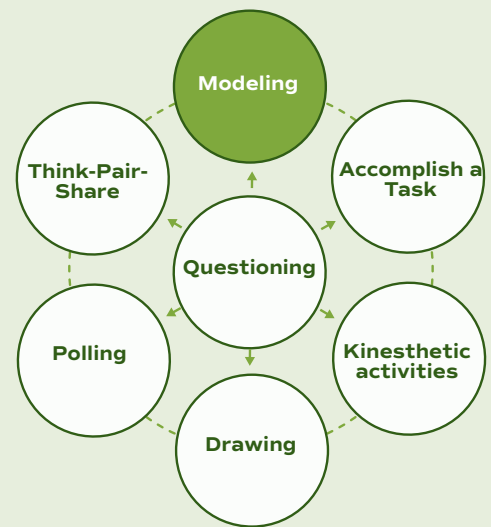 Modeling
Think-Pair-
Share
Accomplish a
Task
Questioning
Polling
Kinesthetic
activities
Drawing